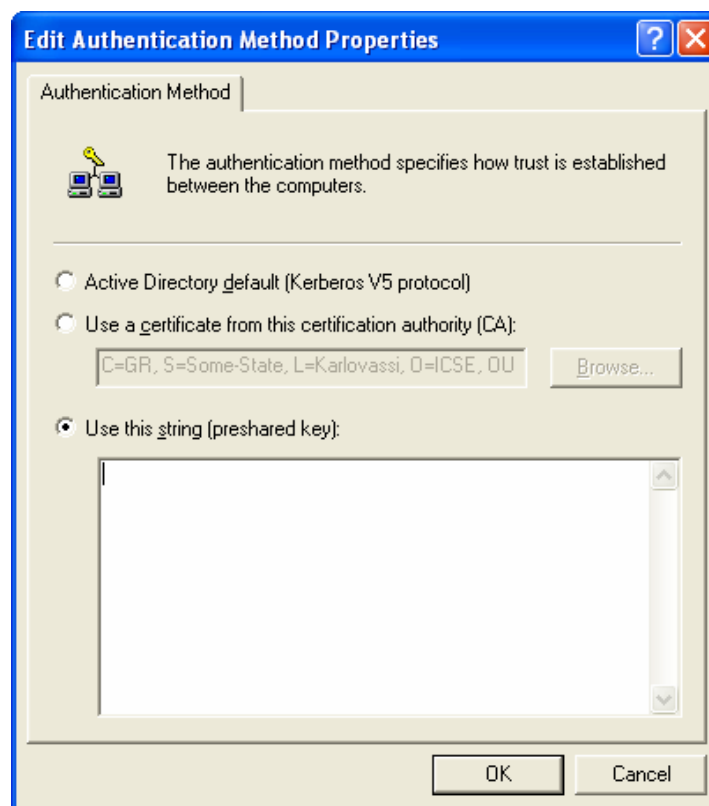 Edit Authentication Method Properties
Authentication Method
The authentication method specifies how trust is established
between the computers.
Active Directory default (Kerberos V5 protocol)
Use a certificate from this certification authority (CA):
C=GR, S=Some-State, L=Karlovassi, O=ICSE, OU
Browse...
Use this string (preshared key):
OK
Cancel